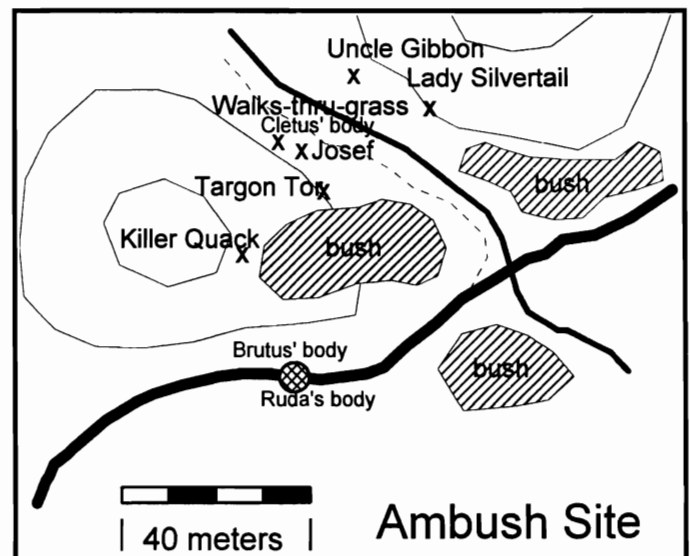 Uncle Gibbon
x
Lady Silvertail
x
Walks-thru-grass
Cletus' body
x
x Josef
Targon Tor
x
bush
Killer Quack
x
bush
Brutus' body
Ruda's body
bush
40 meters
Ambush Site